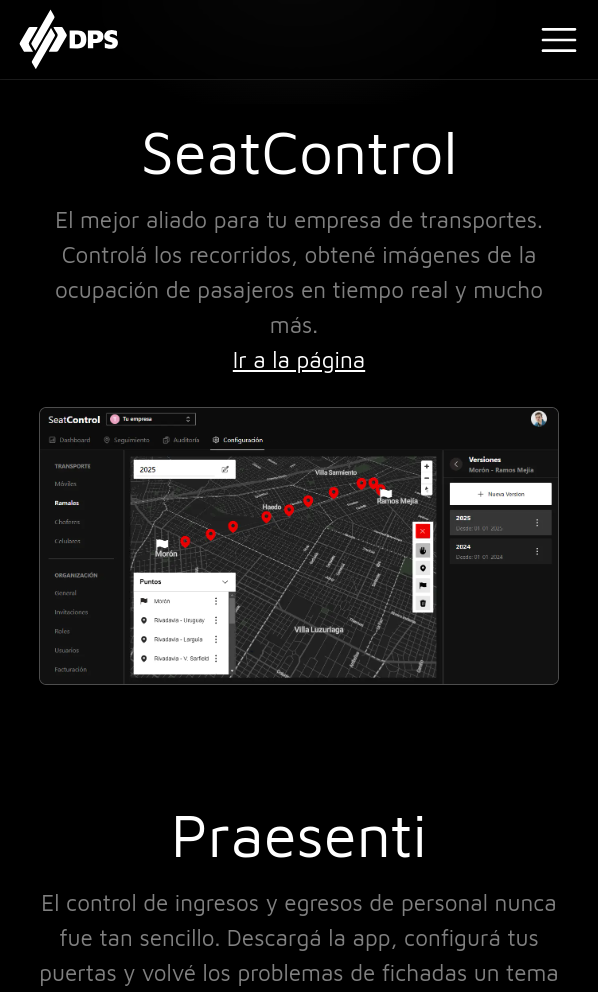 DPS
SeatControl
El mejor aliado para tu empresa de transportes.
Controlá los recorridos, obtené imágenes de la
ocupación de pasajeros en tiempo real y mucho
más.
Ir a la página
SeatControl
Tu empresa
Dashboard
Seguimiento
Auditoría
Configuración
TRANSPORTE
Móviles
Ramales
Choferes
Celulares
ORGANIZACIÓN
General
Invitaciones
Roles
Usuarios
Facturación
2025
Villa Sarmiento
Haedo
Ramos Mejía
Morón
Villa Luzuriaga
Puntos
Morón
Rivadavia - Uruguay
Rivadavia - Larguía
Rivadavia - V. Sarfield
Versiones
Morón - Ramos Mejía
+ Nueva Version
2025
Desde: 01-01-2025
2024
Desde: 01-01-2024
Praesenti
El control de ingresos y egresos de personal nunca
fue tan sencillo. Descargá la app, configurá tus
puertas y volvé los problemas de fichadas un tema